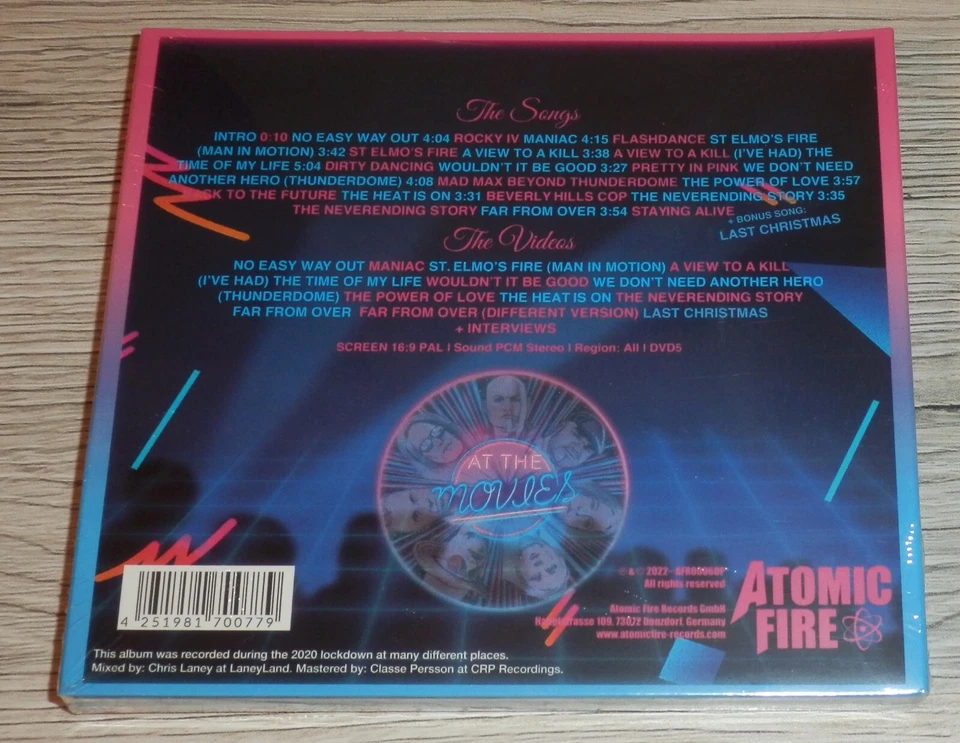 The Songs
INTRO 0:10 NO EASY WAY OUT 4:04 ROCKY IV MANIAC 4:15 FLASHDANCE ST ELMO'S FIRE
(MAN IN MOTION) 3:42 ST ELMO'S FIRE A VIEW TO A KILL 3:38 A VIEW TO A KILL (I'VE HAD) THE
TIME OF MY LIFE 5:04 DIRTY DANCING WOULDN'T IT BE GOOD 3:27 PRETTY IN PINK WE DON'T NEED
ANOTHER HERO (THUNDERDOME) 4:08 MAD MAX BEYOND THUNDERDOME THE POWER OF LOVE 3:57
BACK TO THE FUTURE THE HEAT IS ON 3:31 BEVERLY HILLS COP THE NEVERENDING STORY 3:35
THE NEVERENDING STORY FAR FROM OVER 3:54 STAYING ALIVE
+ BONUS SONG:
LAST CHRISTMAS
The Videos
NO EASY WAY OUT MANIAC ST. ELMO'S FIRE (MAN IN MOTION) A VIEW TO A KILL
(I'VE HAD) THE TIME OF MY LIFE WOULDN'T IT BE GOOD WE DON'T NEED ANOTHER HERO
(THUNDERDOME) THE POWER OF LOVE THE HEAT IS ON THE NEVERENDING STORY
FAR FROM OVER FAR FROM OVER (DIFFERENT VERSION) LAST CHRISTMAS
+ INTERVIEWS
SCREEN 16:9 PAL | Sound PCM Stereo | Region: All | DVD5
AT THE
MOVIES
4 251981 700779
℗ & © 2022
All rights reserved
Atomic Fire Records GmbH
109, 73072 Donzdorf Germany
www.atomicfire-records.com
ATOMIC
FIRE
This album was recorded during the 2020 lockdown at many different places.
Mixed by: Chris Laney at LaneyLand. Mastered by: Classe Persson at CRP Recordings.